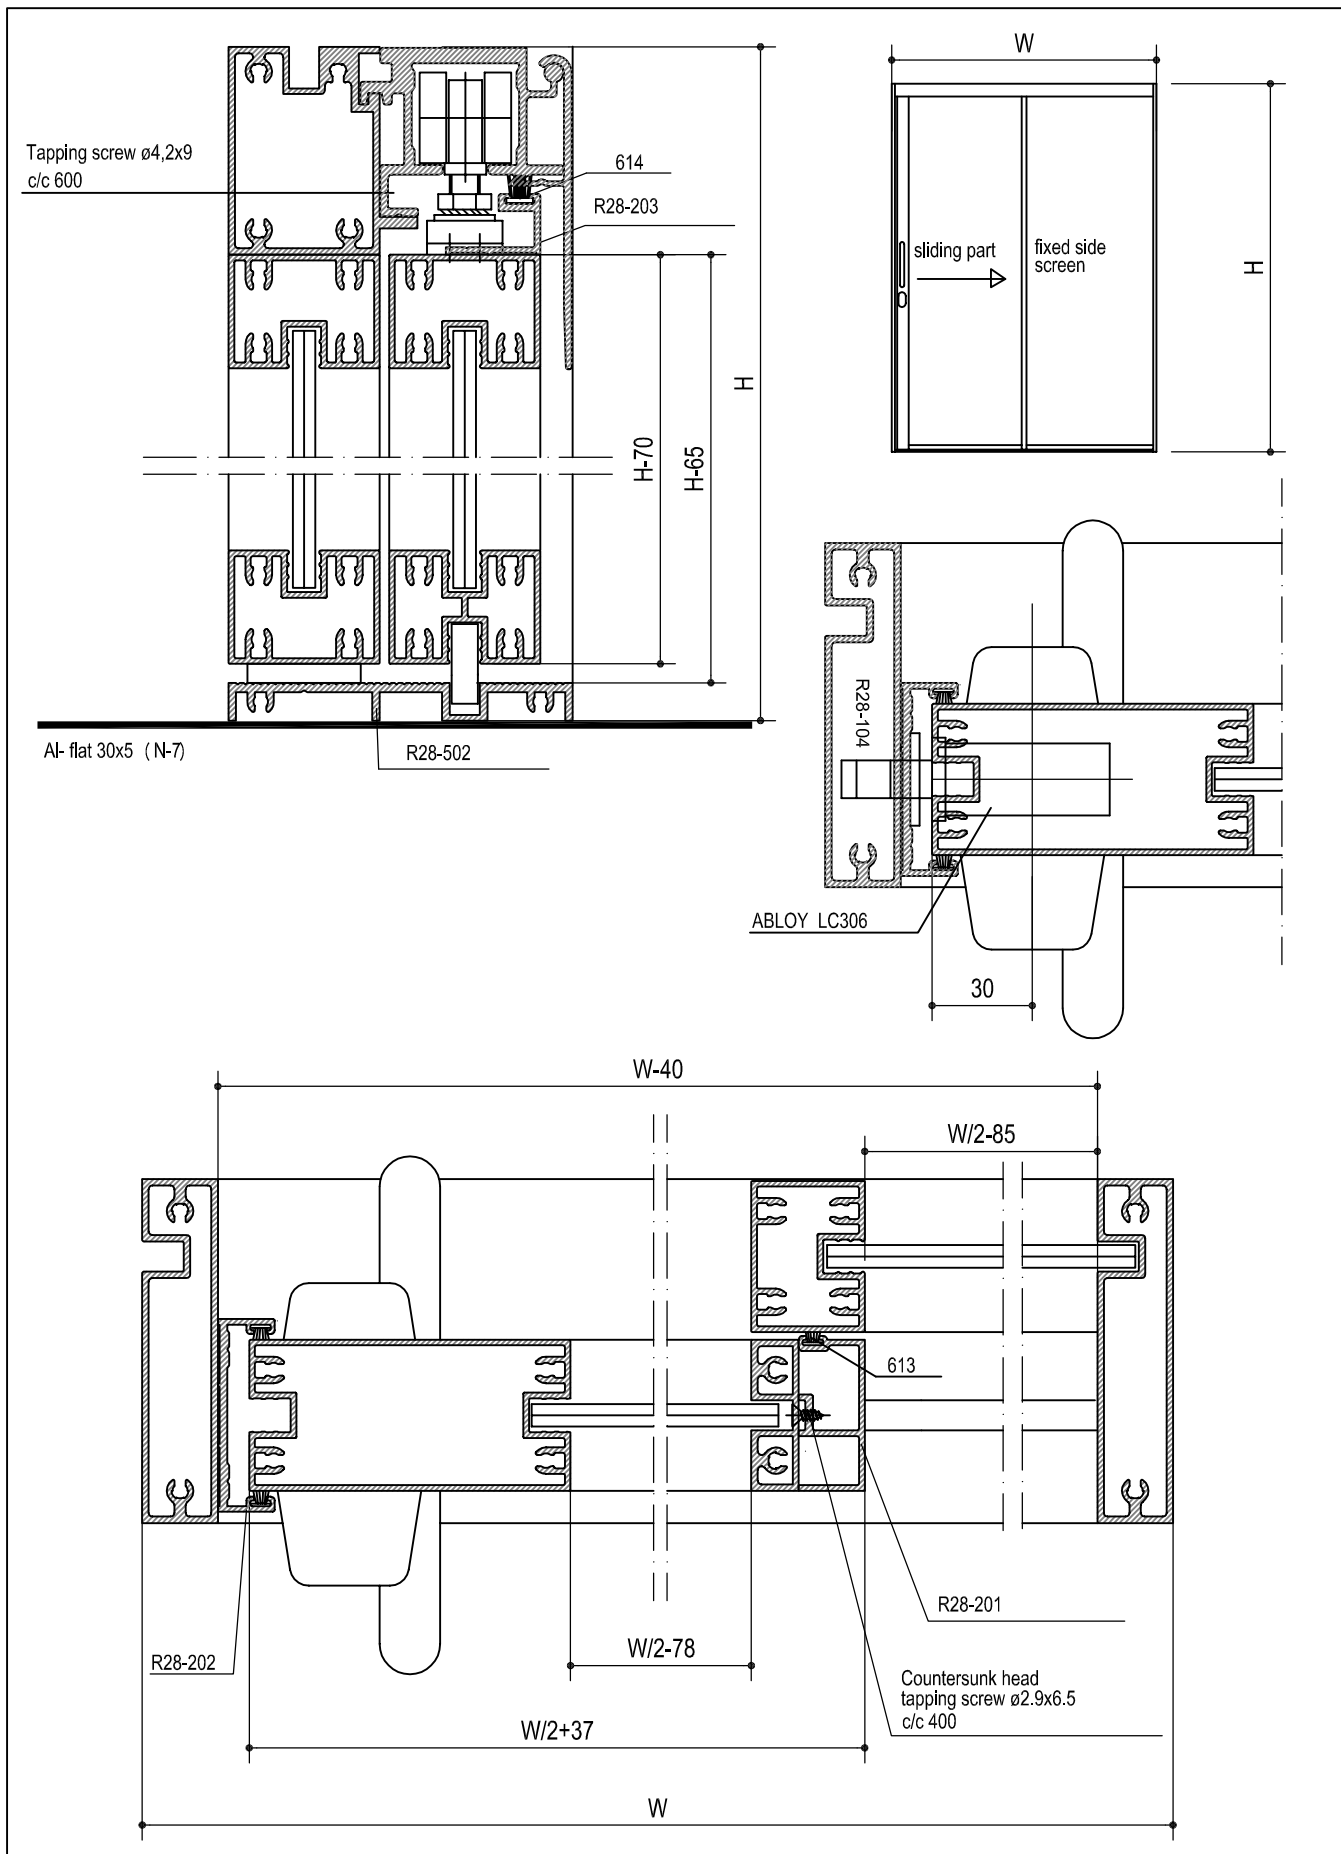 Tapping screw ø4,2x9
c/c 600
614
R28-203
H-70
H-65
H
Al- flat 30x5 ( N-7)
R28-502
W
sliding part
fixed side
screen
H
R28-104
ABLOY LC306
30
W-40
W/2-85
613
R28-201
R28-202
W/2-78
Countersunk head
tapping screw ø2.9x6.5
c/c 400
W/2+37
W